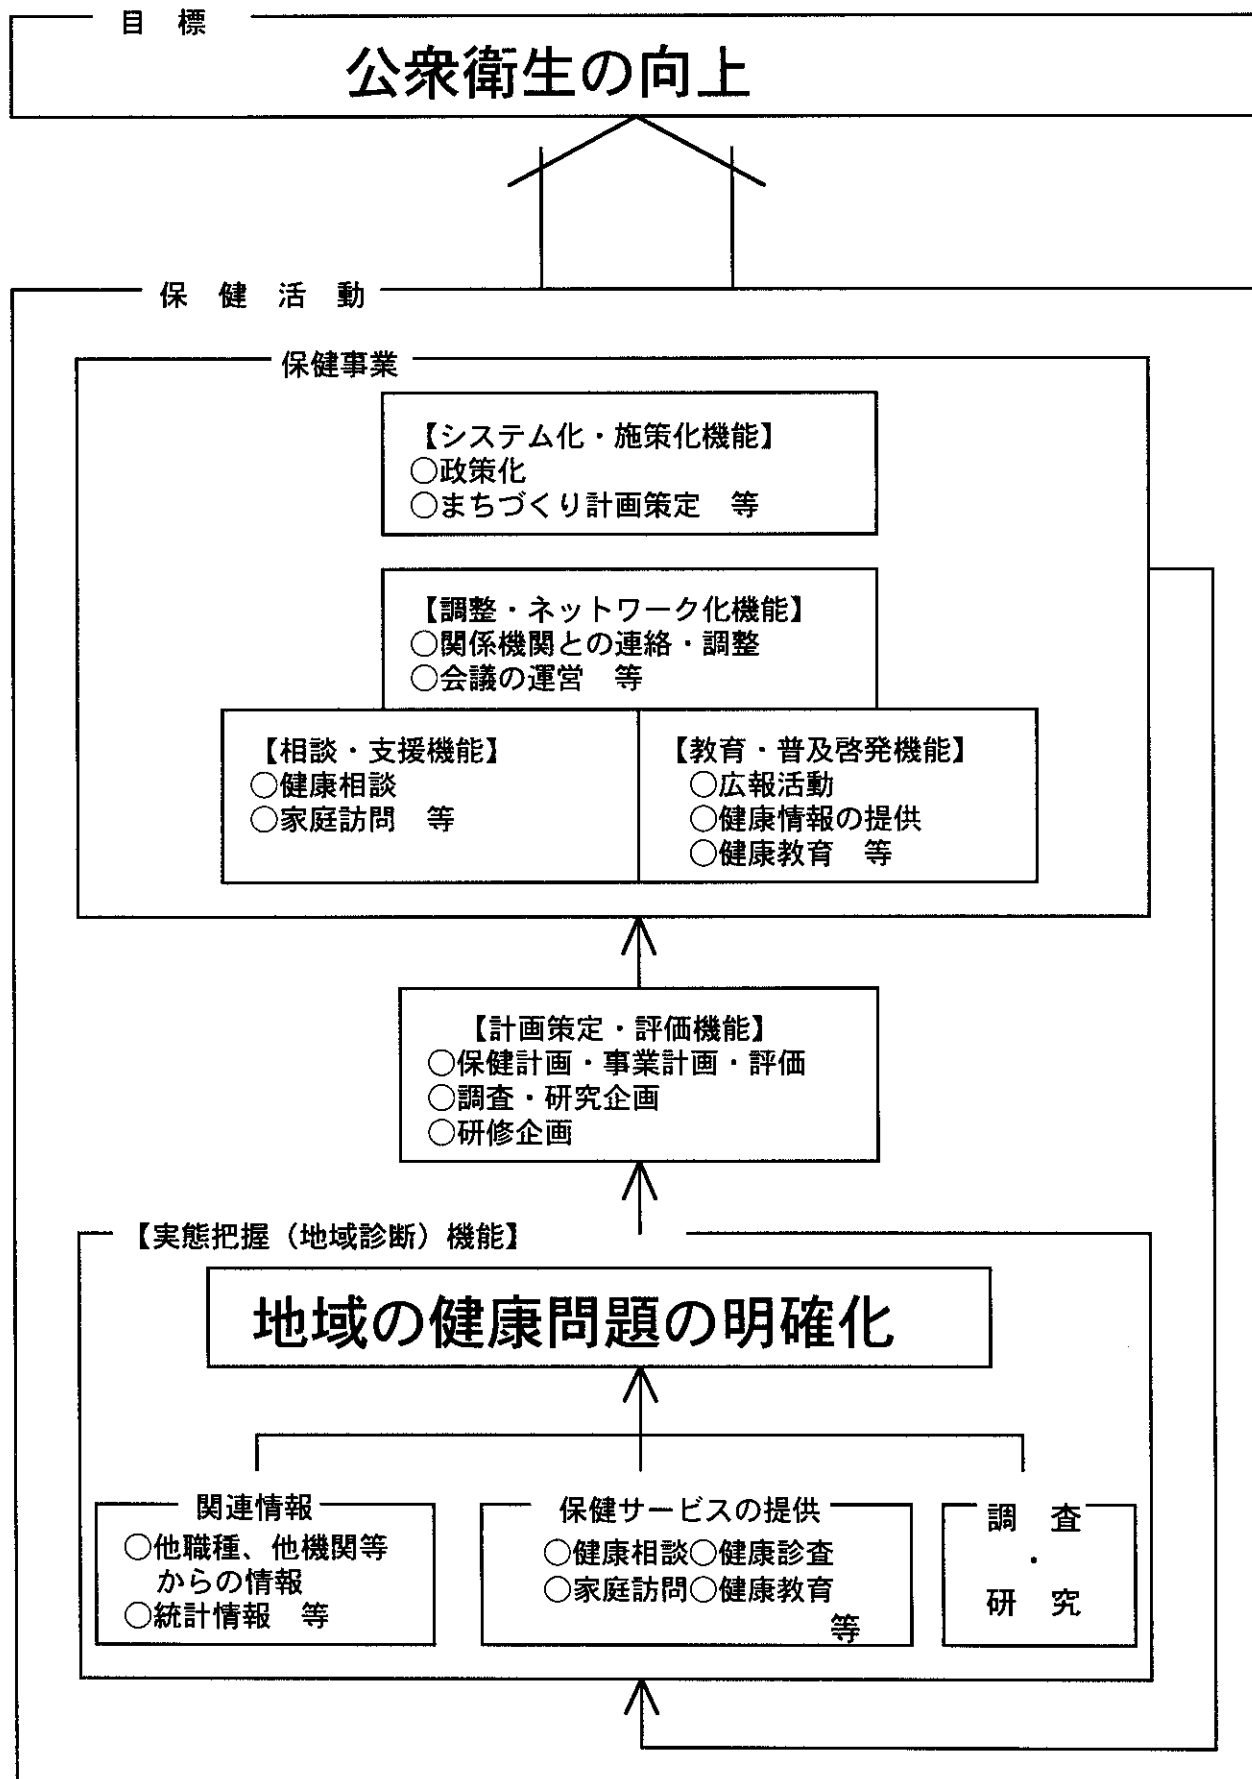 目　標
公衆衛生の向上
保　健　活　動
保健事業
【システム化・施策化機能】
○政策化
○まちづくり計画策定　等
【調整・ネットワーク化機能】
○関係機関との連絡・調整
○会議の運営　等
【相談・支援機能】
○健康相談
○家庭訪問　等
【教育・普及啓発機能】
○広報活動
○健康情報の提供
○健康教育　等
【計画策定・評価機能】
○保健計画・事業計画・評価
○調査・研究企画
○研修企画
【実態把握（地域診断）機能】
地域の健康問題の明確化
関連情報
○他職種、他機関等
からの情報
○統計情報　等
保健サービスの提供
○健康相談○健康診査
○家庭訪問○健康教育
等
調　査
・
研　究